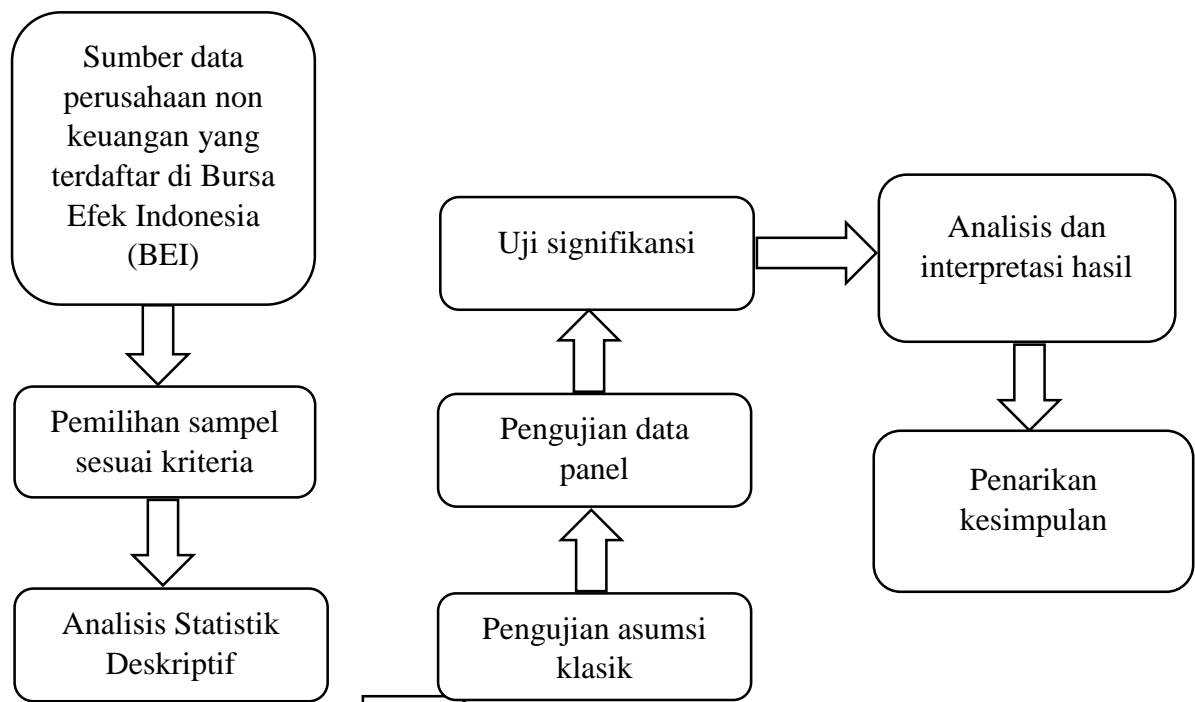 Sumber data
perusahaan non
keuangan yang
terdaftar di Bursa
Efek Indonesia
(BEI)
Pemilihan sampel
sesuai kriteria
Analisis Statistik
Deskriptif
Pengujian asumsi
klasik
Pengujian data
panel
Uji signifikansi
Analisis dan
interpretasi hasil
Penarikan
kesimpulan